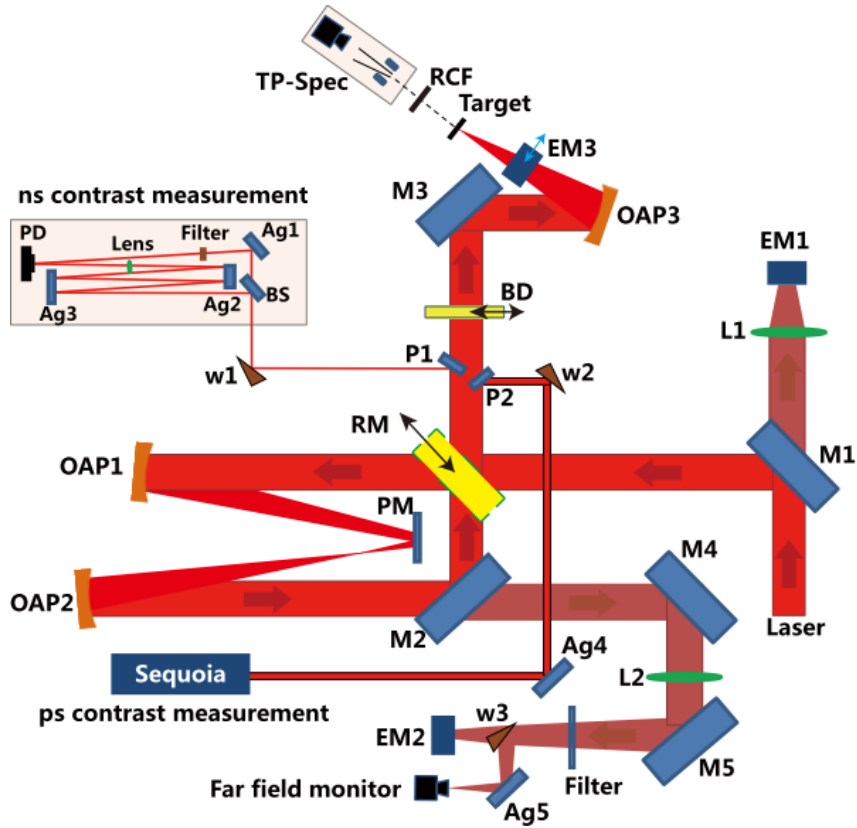 TP-Spec
RCF
Target
EM3
M3
OAP3
ns contrast measurement
PD
Lens
Filter
Ag1
Ag3
Ag2
BS
EM1
BD
L1
P1
w1
P2
w2
RM
OAP1
M1
PM
M4
OAP2
M2
Laser
Sequoia
Ag4
L2
ps contrast measurement
w3
EM2
M5
Far field monitor
Ag5
Filter